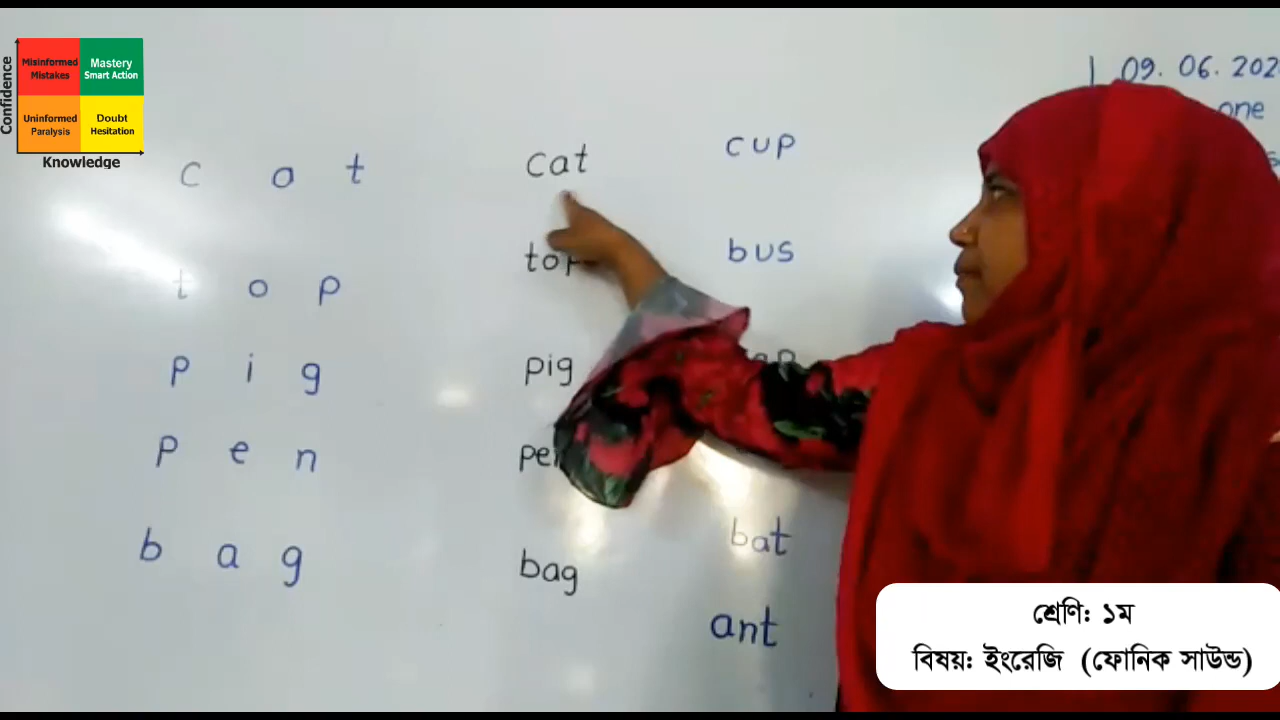 Confidence
Misinformed
Mistakes
Mastery
Smart Action
Uninformed
Paralysis
Doubt
Hesitation
Knowledge
09. 06. 202
one
c a t
t o p
p i g
p e n
b a g
cat
top
pig
bag
cup
bus
bat
ant
শ্রেণি: ১ম
বিষয়: ইংরেজি (ফোনিক সাউন্ড)